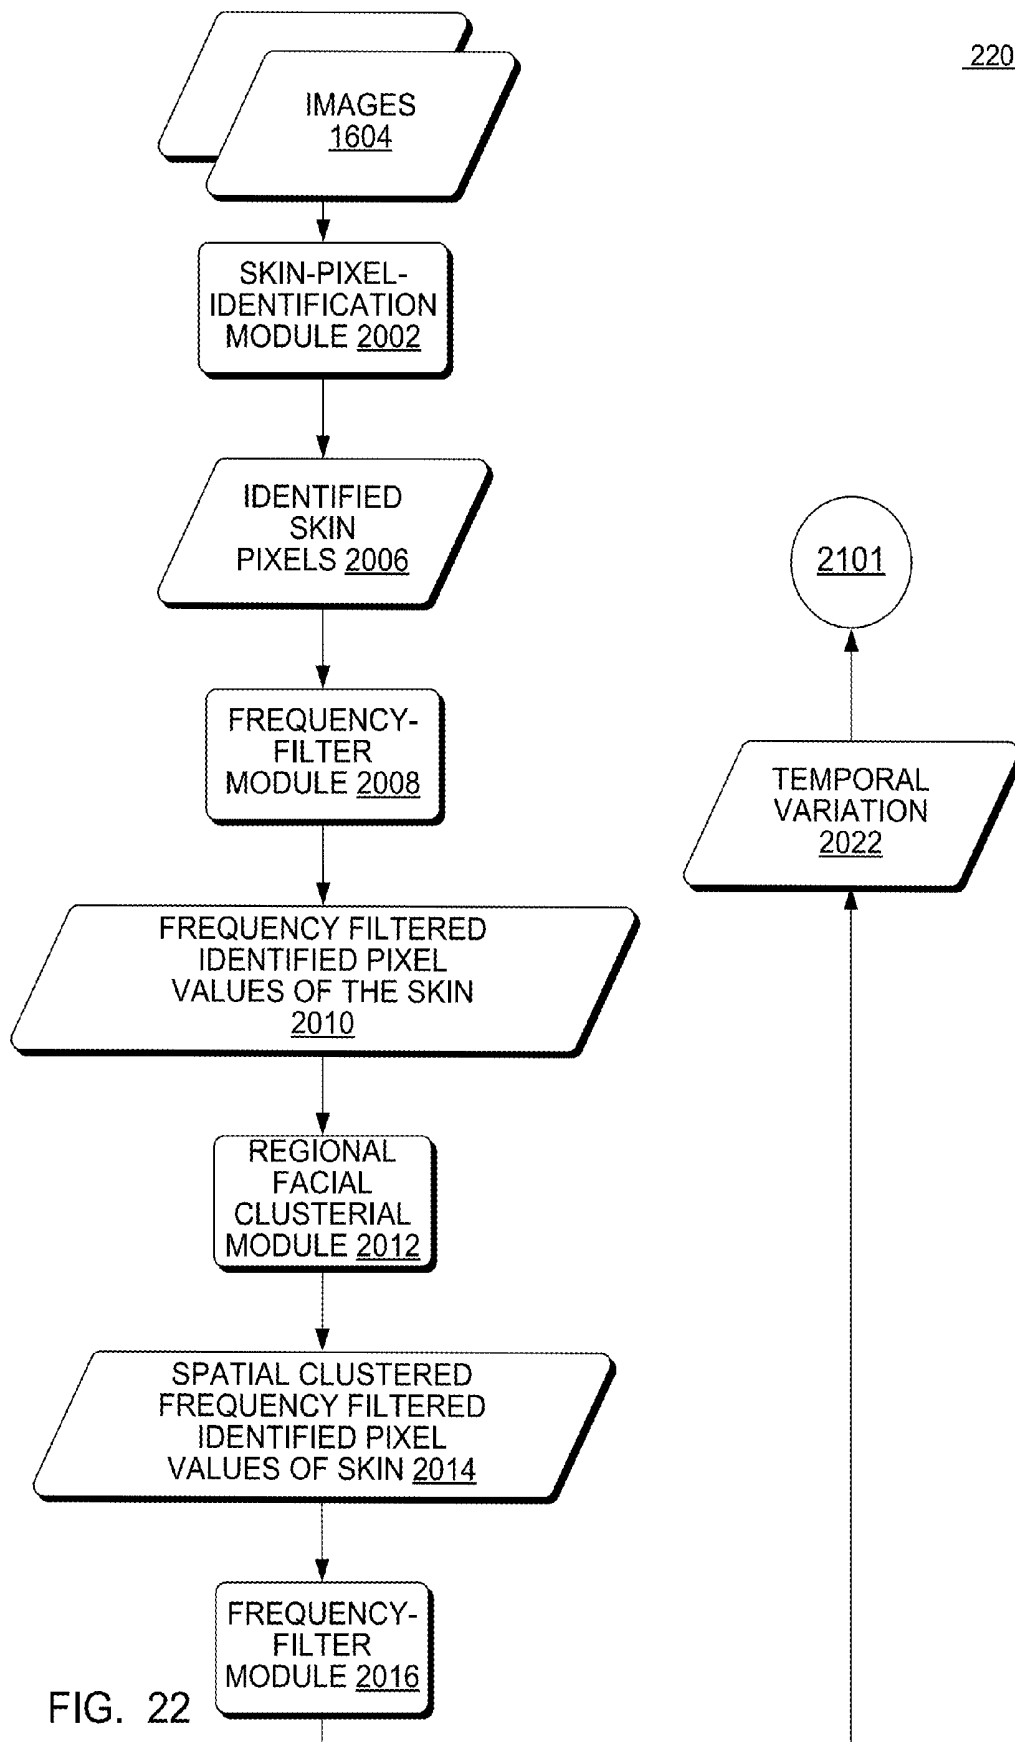 220
IMAGES
1604
SKIN-PIXEL-
IDENTIFICATION
MODULE 2002
IDENTIFIED
SKIN
PIXELS 2006
FREQUENCY-
FILTER
MODULE 2008
FREQUENCY FILTERED
IDENTIFIED PIXEL
VALUES OF THE SKIN
2010
REGIONAL
FACIAL
CLUSTERIAL
MODULE 2012
SPATIAL CLUSTERED
FREQUENCY FILTERED
IDENTIFIED PIXEL
VALUES OF SKIN 2014
FREQUENCY-
FILTER
MODULE 2016
2101
TEMPORAL
VARIATION
2022
FIG. 22